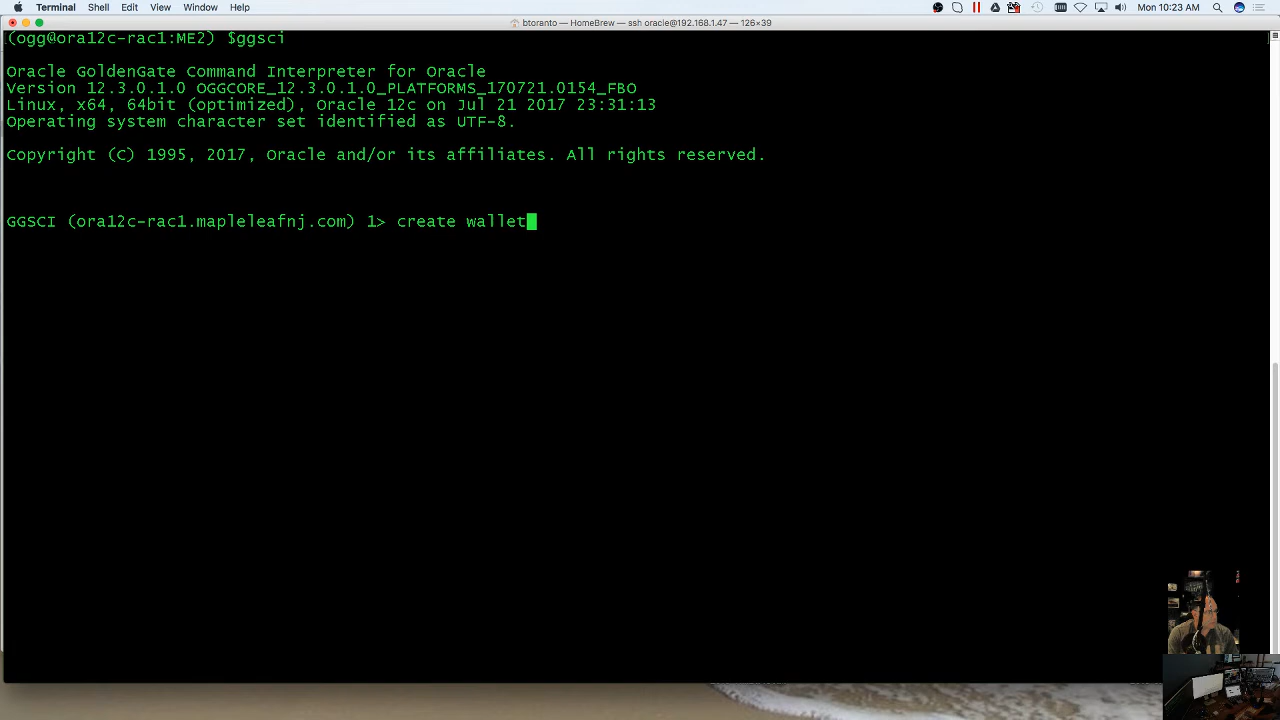 Terminal Shell Edit View Window Help Mon 10:23 AM
btoranto — HomeBrew — ssh oracle@192.168.1.47 — 126×39
(ogg@ora12c-rac1:ME2) $ggsci
Oracle GoldenGate Command Interpreter for Oracle
Version 12.3.0.1.0 OGGCORE_12.3.0.1.0_PLATFORMS_170721.0154_FBO
Linux, x64, 64bit (optimized), Oracle 12c on Jul 21 2017 23:31:13
Operating system character set identified as UTF-8.
Copyright (C) 1995, 2017, Oracle and/or its affiliates. All rights reserved.
GGSCI (ora12c-rac1.mapleleafnj.com) 1> create wallet